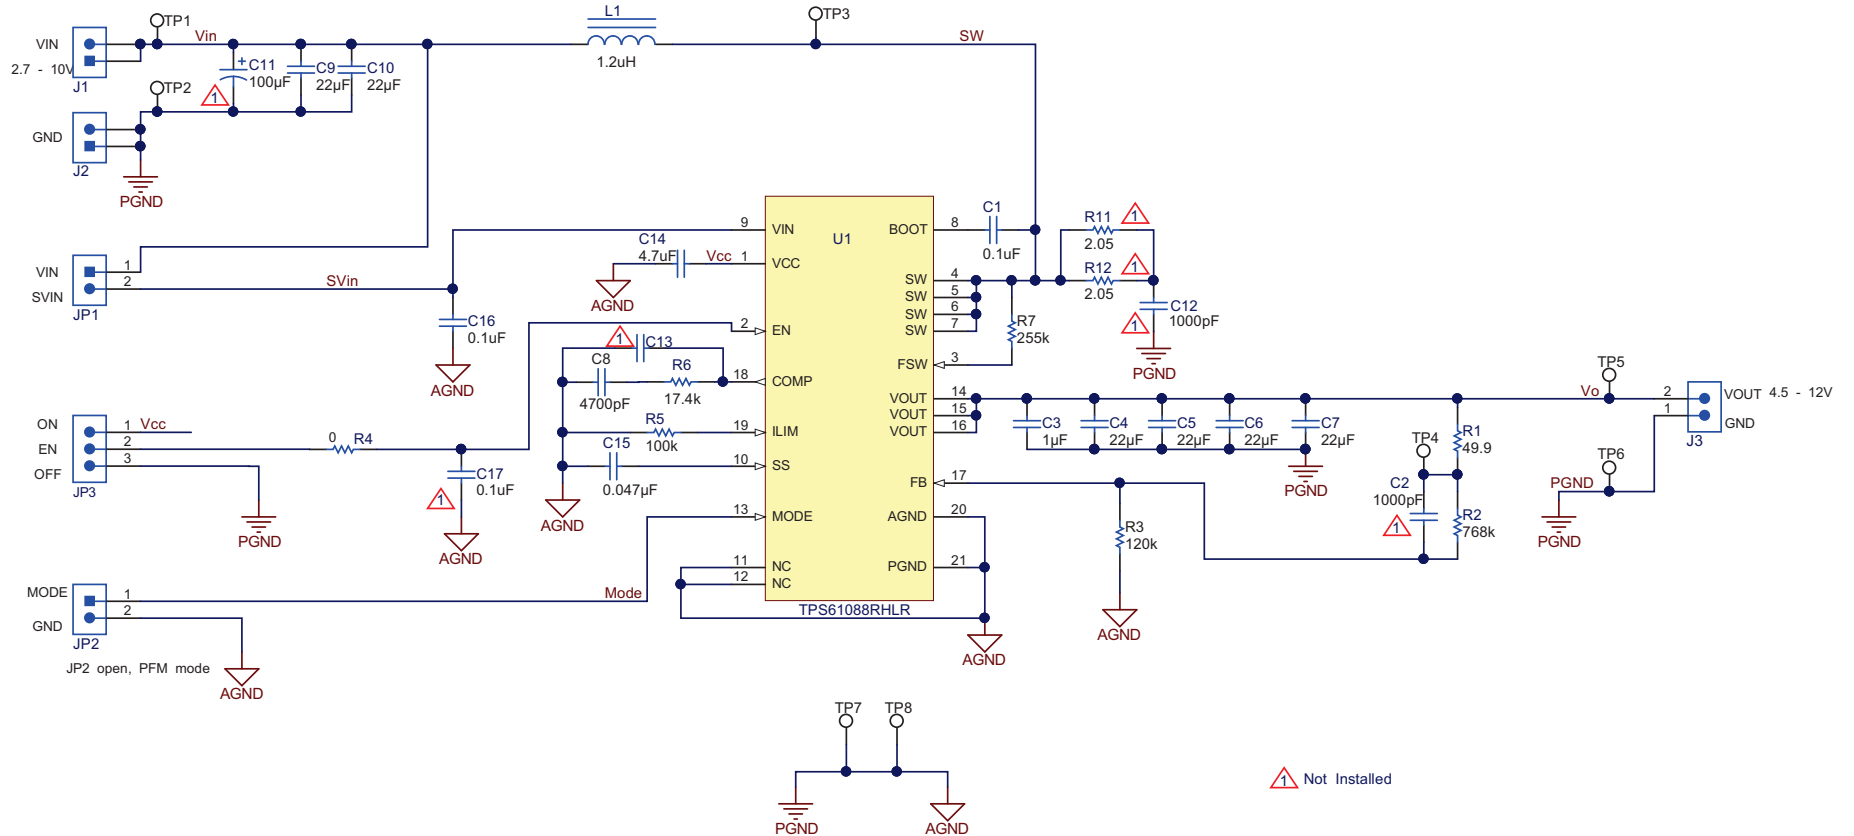 TP1
VIN
Vin
2.7 - 10V
J1
+
C11
100µF
C9
22µF
C10
22µF
1
TP2
GND
J2
PGND
L1
1.2uH
TP3
SW
VIN
1
2
SVIN
JP1
SVin
C16
0.1uF
AGND
C14
4.7uF
Vcc
AGND
9
VIN
1
VCC
2
EN
18
COMP
19
ILIM
10
SS
13
MODE
11
NC
12
NC
U1
TPS61088RHLR
BOOT
8
SW
4
SW
5
SW
6
SW
7
FSW
3
VOUT
14
VOUT
15
VOUT
16
FB
17
AGND
20
PGND
21
1
C13
C8
4700pF
R6
17.4k
R5
100k
C15
0.047µF
AGND
ON
1
Vcc
EN
2
OFF
3
JP3
0
R4
C17
0.1uF
1
AGND
PGND
MODE
1
Mode
GND
2
JP2
JP2 open, PFM mode
AGND
C1
0.1uF
R11
1
2.05
R12
1
2.05
C12
1000pF
1
PGND
R7
255k
C3
1µF
C4
22µF
C5
22µF
C6
22µF
C7
22µF
PGND
R3
120k
AGND
AGND
TP4
R1
49.9
C2
1000pF
1
R2
768k
TP5
Vo
2
VOUT 4.5 - 12V
1
GND
J3
TP6
PGND
PGND
TP7
TP8
PGND
AGND
1
Not Installed